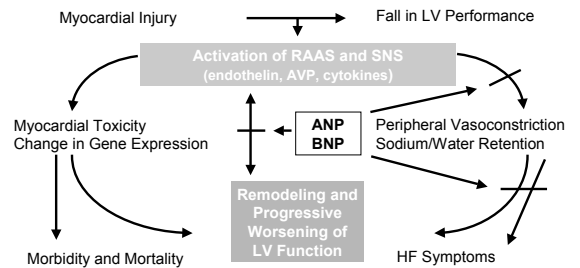 Myocardial Injury
Fall in LV Performance
Activation of RAAS and SNS
(endothelin, AVP, cytokines)
Myocardial Toxicity
Change in Gene Expression
ANP
BNP
Peripheral Vasoconstriction
Sodium/Water Retention
Remodeling and
Progressive
Worsening of
LV Function
Morbidity and Mortality
HF Symptoms